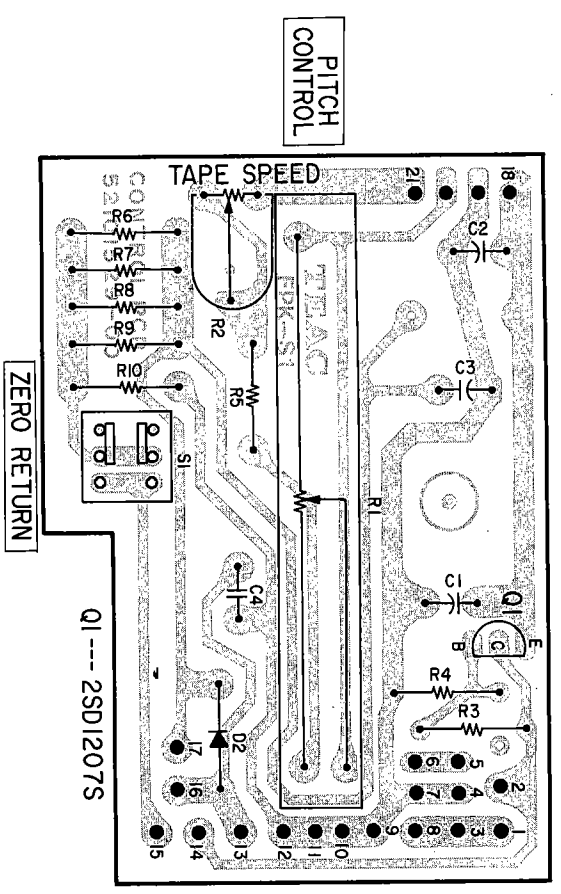 PITCH
CONTROL
TAPE SPEED
21
18
CONTROL PCB
R6
R7
R8
R9
R10
R2
TEAC
C2
C3
R5
ZERO RETURN
S1
R1
C4
C1
Q1
B
C
E
R4
R3
Q1--- 2SD1207S
D2
17
16
6
5
7
4
2
15
14
13
12
11
10
9
8
3
1